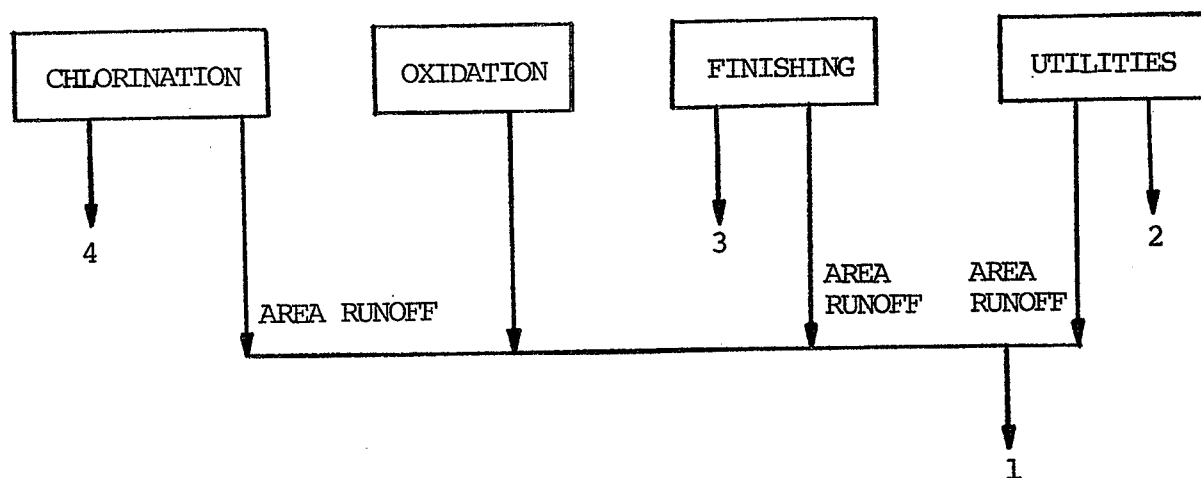 CHLORINATION
OXIDATION
FINISHING
UTILITIES
4
3
2
AREA RUNOFF
AREA
RUNOFF
AREA
RUNOFF
1